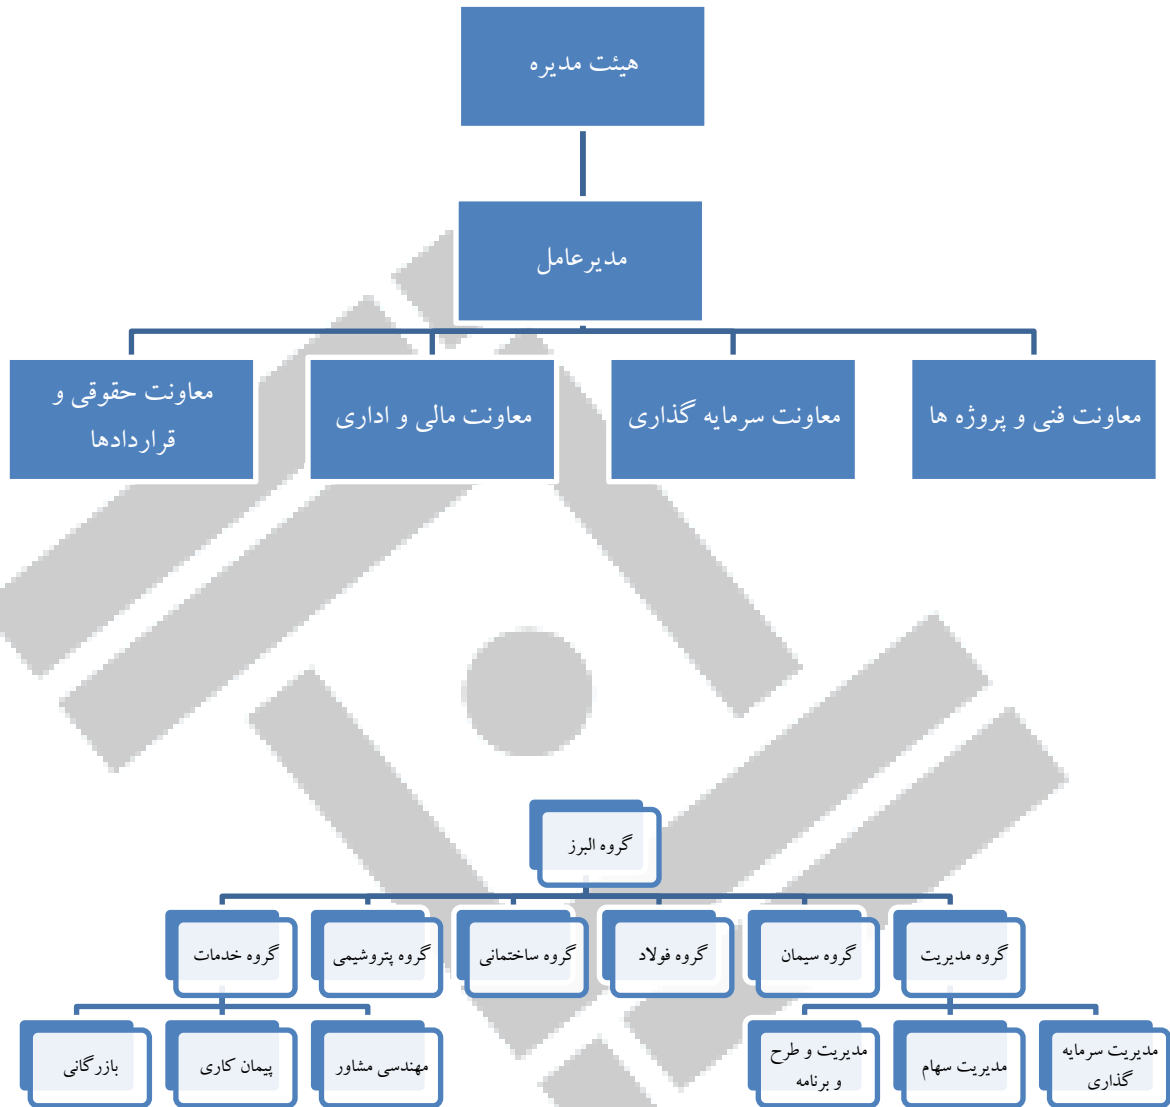 هیئت مدیره
مدیرعامل
معاونت فنی و پروژه ها
معاونت سرمایه گذاری
معاونت مالی و اداری
معاونت حقوقی و
قراردادها
گروه البرز
گروه مدیریت
گروه سیمان
گروه فولاد
گروه ساختمانی
گروه پتروشیمی
گروه خدمات
مدیریت سرمایه
گذاری
مدیریت سهام
مدیریت و طرح
و برنامه
مهندسی مشاور
پیمان کاری
بازرگانی